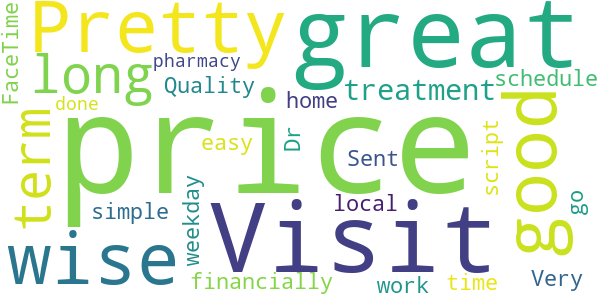 FaceTime
Pretty
great
long
pharmacy
Quality
schedule
done
home
treatment
term
price
easy
Dr
Sent
script
good
simple
weekday
Visit
local
go
wise
financially
work
time
Very